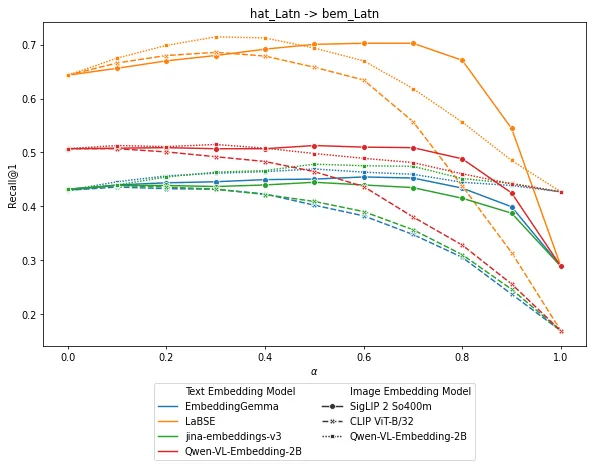 hat_Latn -> bem_Latn
Recall@1
0.7
0.6
0.5
0.4
0.3
0.2
0.0 0.2 0.4 0.6 0.8 1.0
α
Text Embedding Model Image Embedding Model
EmbeddingGemma SigLIP 2 So400m
LaBSE CLIP ViT-B/32
jina-embeddings-v3 Qwen-VL-Embedding-2B
Qwen-VL-Embedding-2B